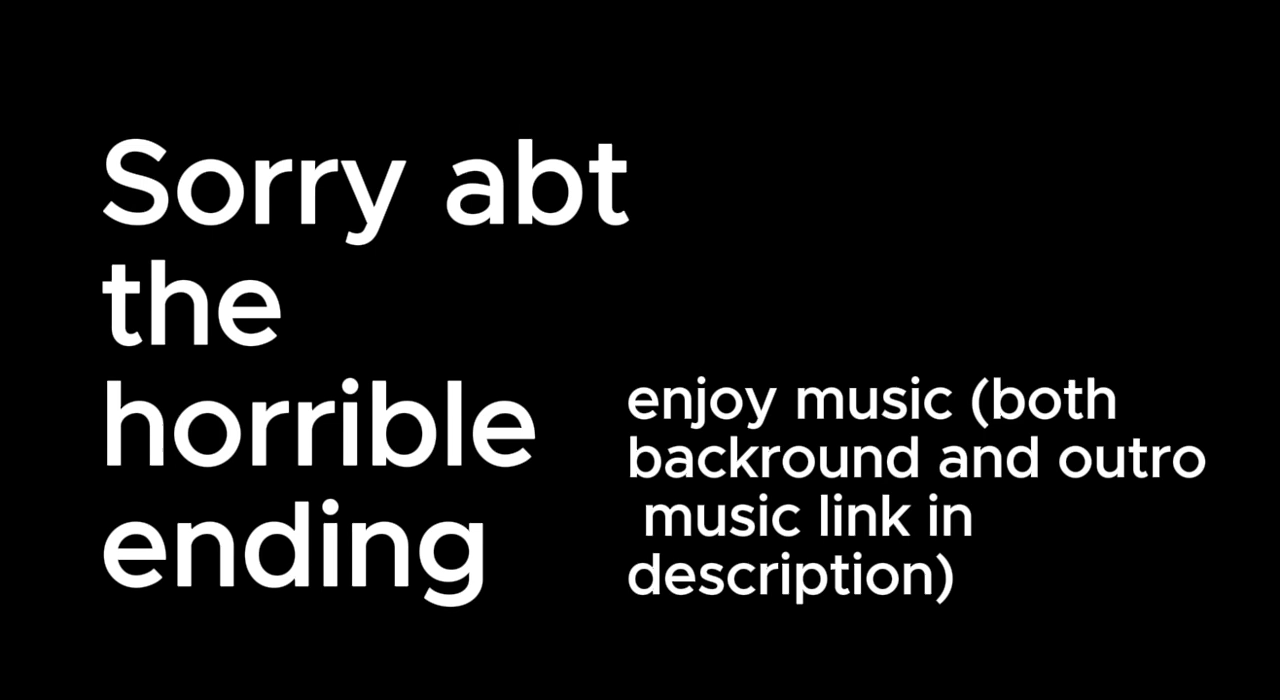 Sorry abt
the
horrible
ending
enjoy music (both
backround and outro
music link in
description)